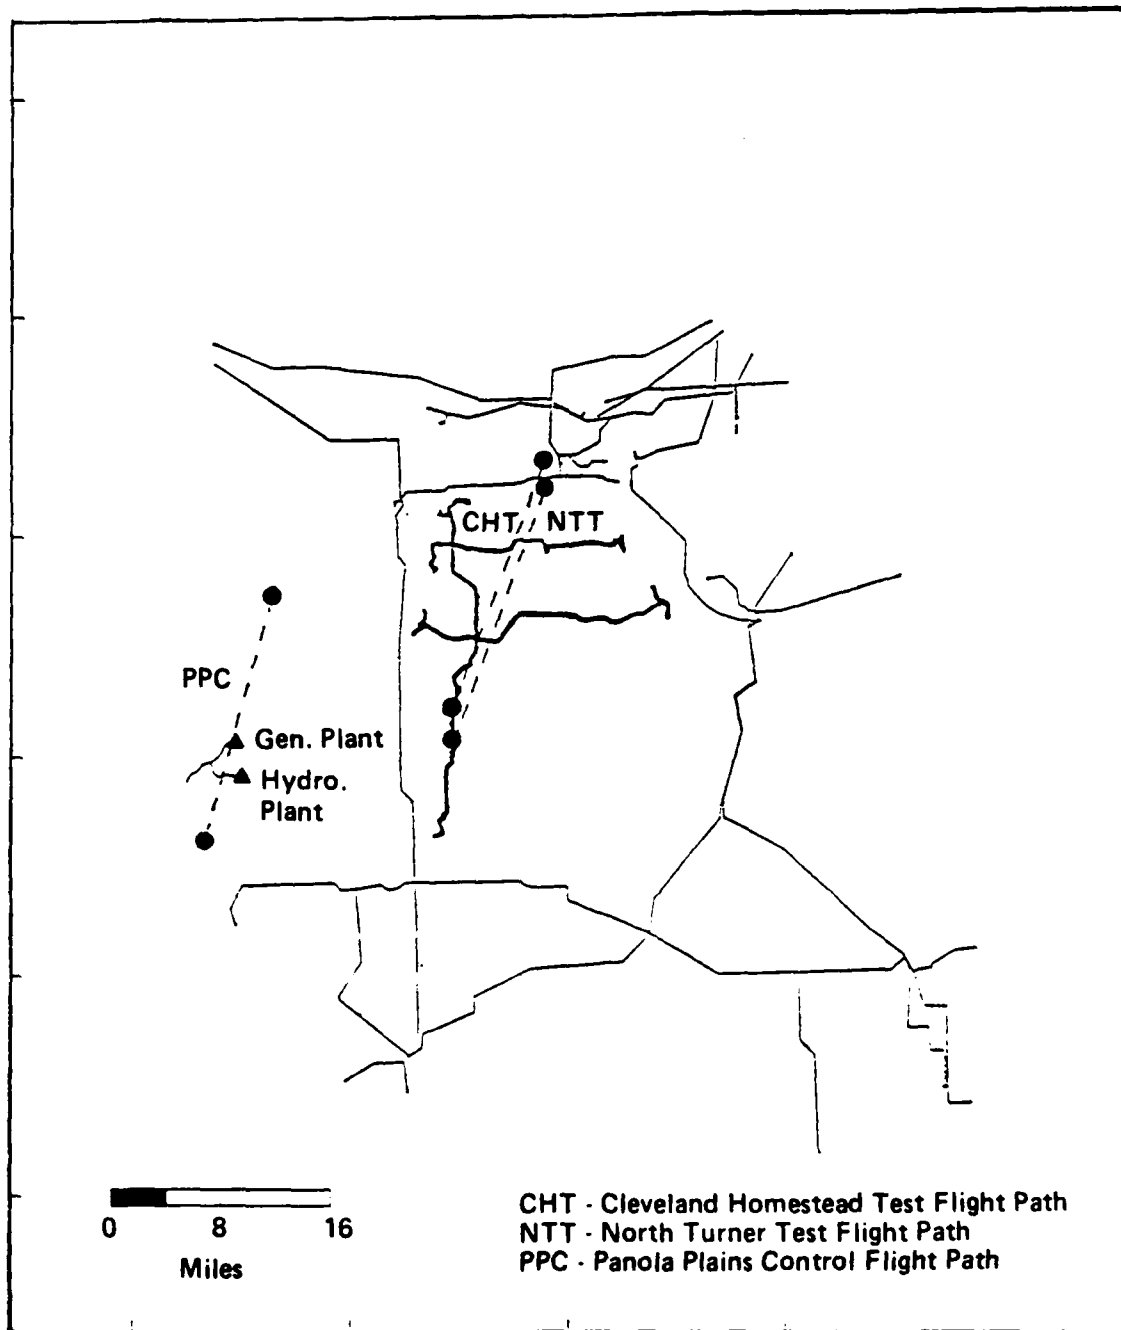 CHT NTT
PPC
Gen. Plant
Hydro.
Plant
0 8 16
Miles
CHT - Cleveland Homestead Test Flight Path
NTT - North Turner Test Flight Path
PPC - Panola Plains Control Flight Path